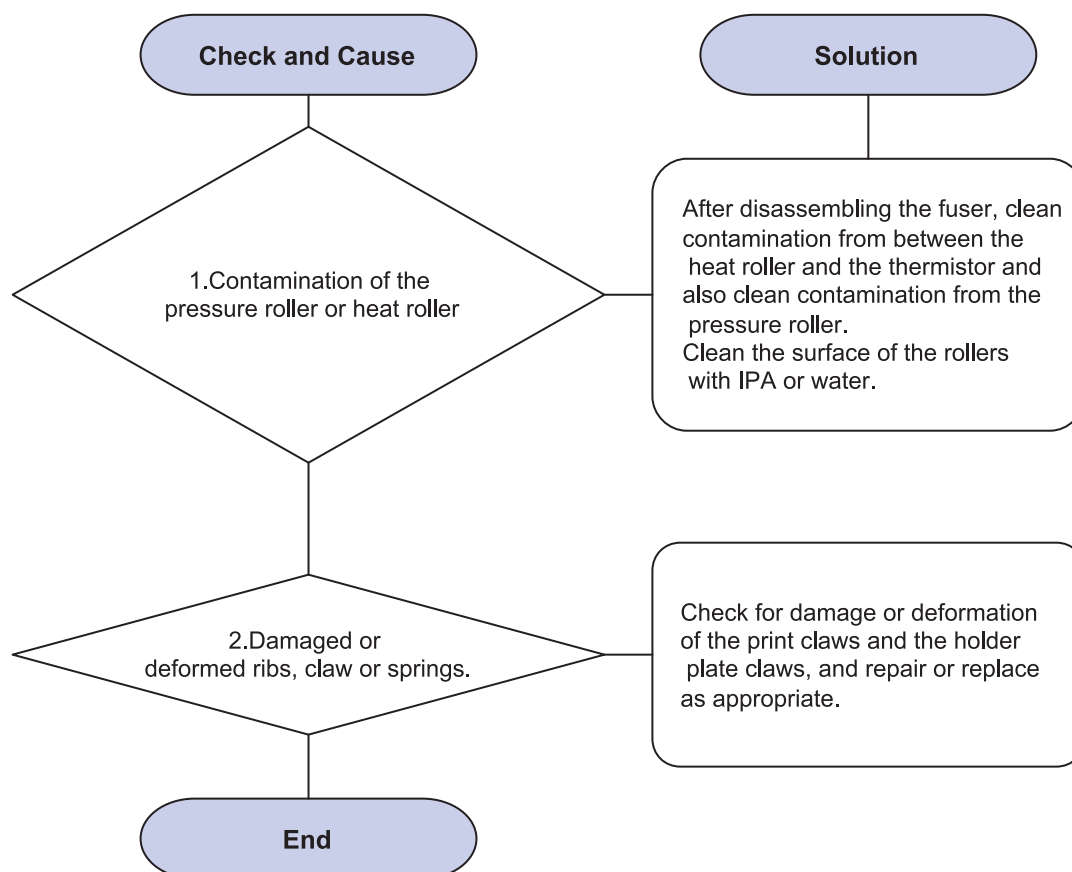 Check and Cause
Solution
1.Contamination of the
pressure roller or heat roller
After disassembling the fuser, clean
contamination from between the
heat roller and the thermistor and
also clean contamination from the
pressure roller.
Clean the surface of the rollers
with IPA or water.
2.Damaged or
deformed ribs, claw or springs.
Check for damage or deformation
of the print claws and the holder
plate claws, and repair or replace
as appropriate.
End